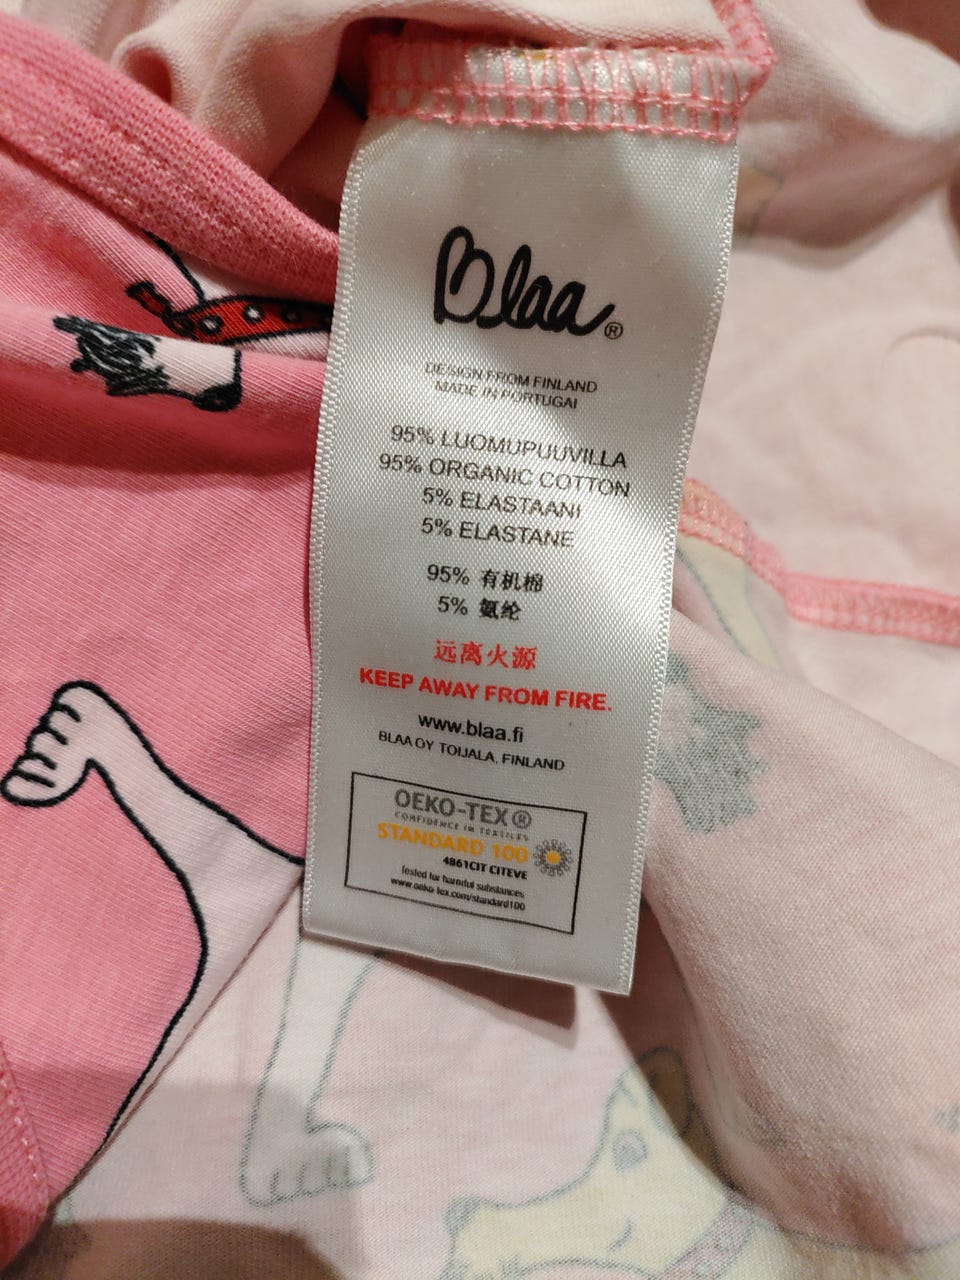 Blaa®
DESIGN FROM FINLAND
MADE IN PORTUGAL
95% LUOMUPUUVILLA
95% ORGANIC COTTON
5% ELASTAANI
5% ELASTANE
95% 有机棉
5% 氨纶
远离火源
KEEP AWAY FROM FIRE.
www.blaa.fi
BLAA OY TOIJALA, FINLAND
OEKO-TEX®
CONFIDENCE IN TEXTILES
STANDARD 100
4861CIT CITEVE
Tested for harmful substances
www.oeko-tex.com/standard100